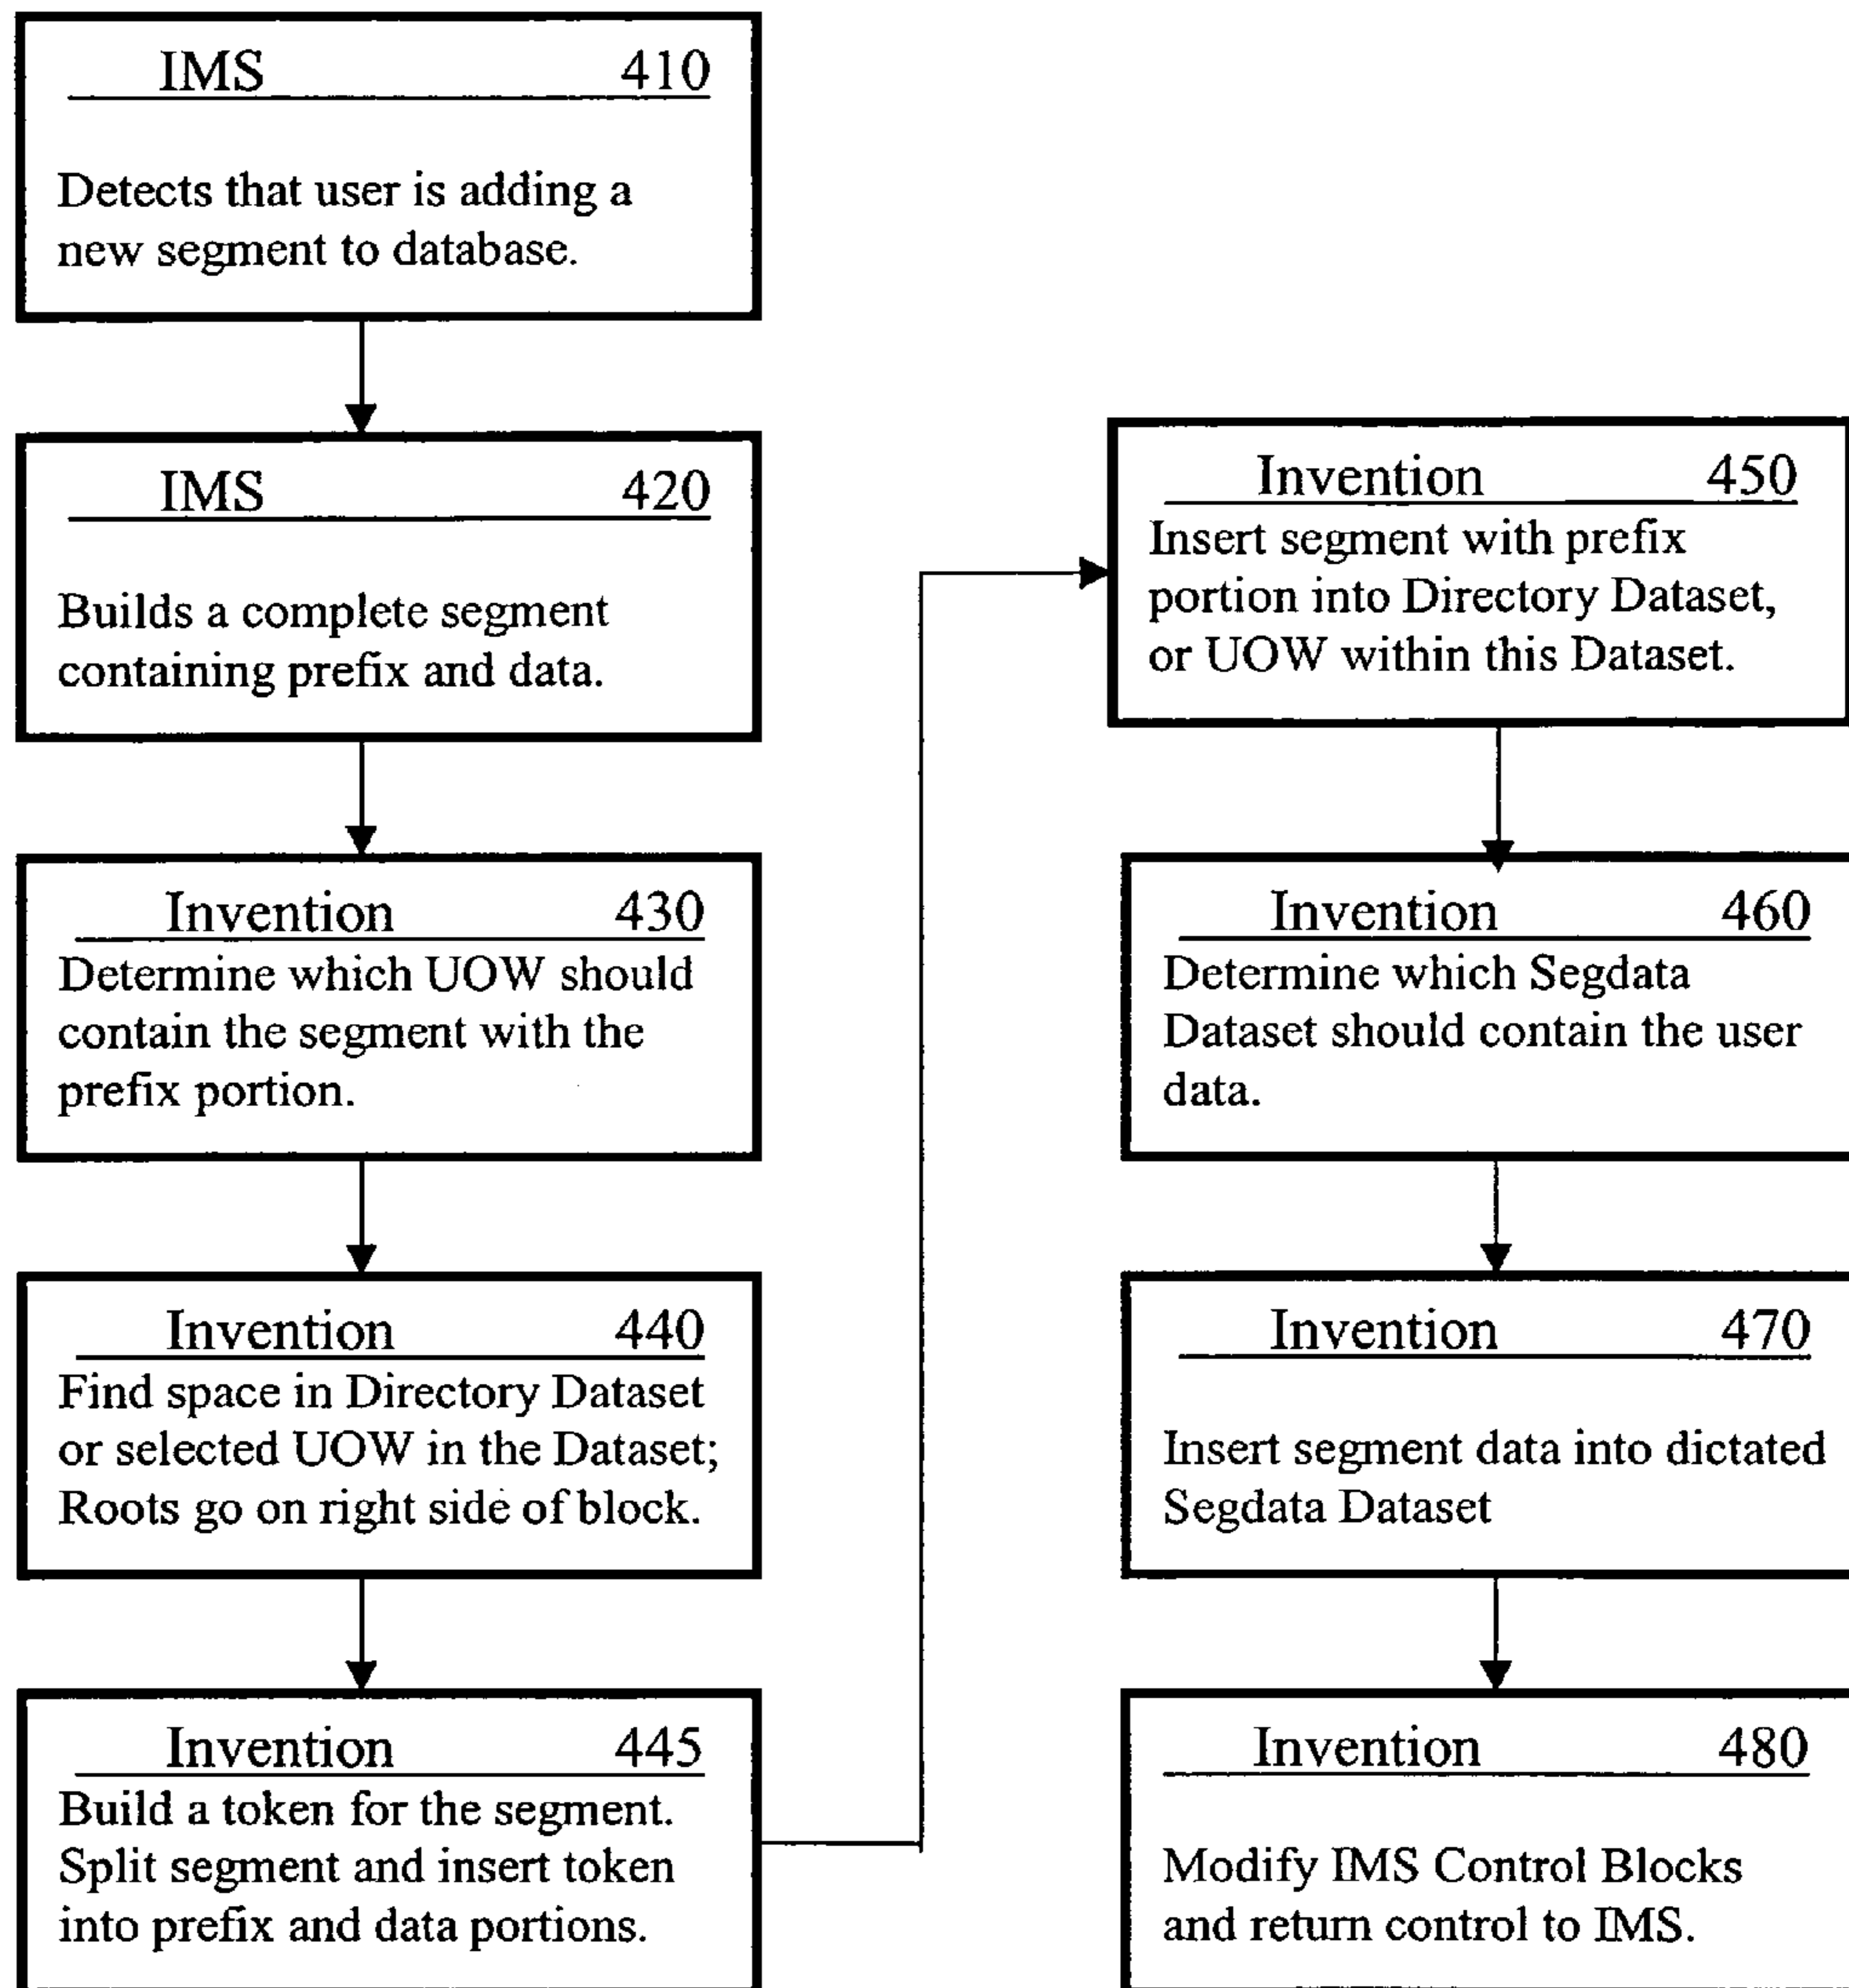 IMS 410
Detects that user is adding a
new segment to database.
IMS 420
Builds a complete segment
containing prefix and data.
Invention 430
Determine which UOW should
contain the segment with the
prefix portion.
Invention 440
Find space in Directory Dataset
or selected UOW in the Dataset;
Roots go on right side of block.
Invention 445
Build a token for the segment.
Split segment and insert token
into prefix and data portions.
Invention 450
Insert segment with prefix
portion into Directory Dataset,
or UOW within this Dataset.
Invention 460
Determine which Segdata
Dataset should contain the user
data.
Invention 470
Insert segment data into dictated
Segdata Dataset
Invention 480
Modify IMS Control Blocks
and return control to IMS.